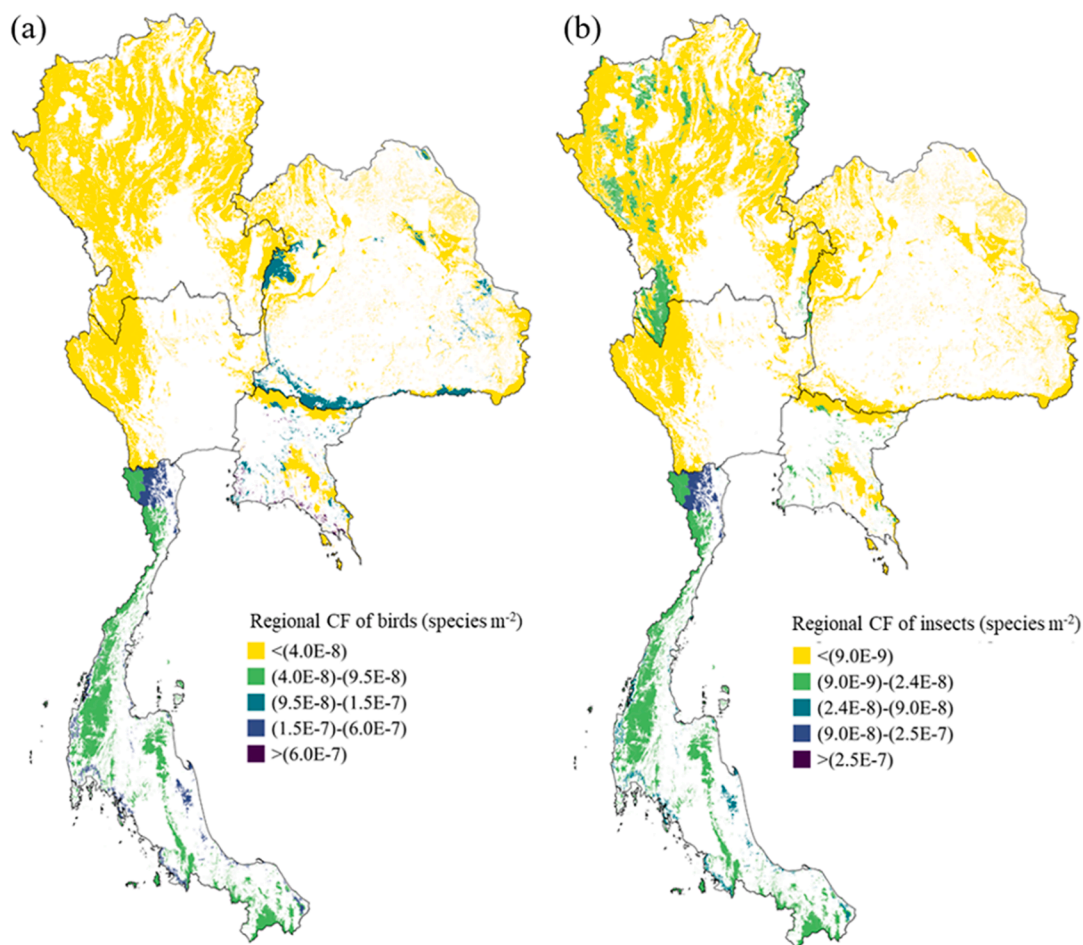 (a)
Regional CF of birds (species m⁻²)
<(4.0E-8)
(4.0E-8)-(9.5E-8)
(9.5E-8)-(1.5E-7)
(1.5E-7)-(6.0E-7)
>(6.0E-7)
(b)
Regional CF of insects (species m⁻²)
<(9.0E-9)
(9.0E-9)-(2.4E-8)
(2.4E-8)-(9.0E-8)
(9.0E-8)-(2.5E-7)
>(2.5E-7)